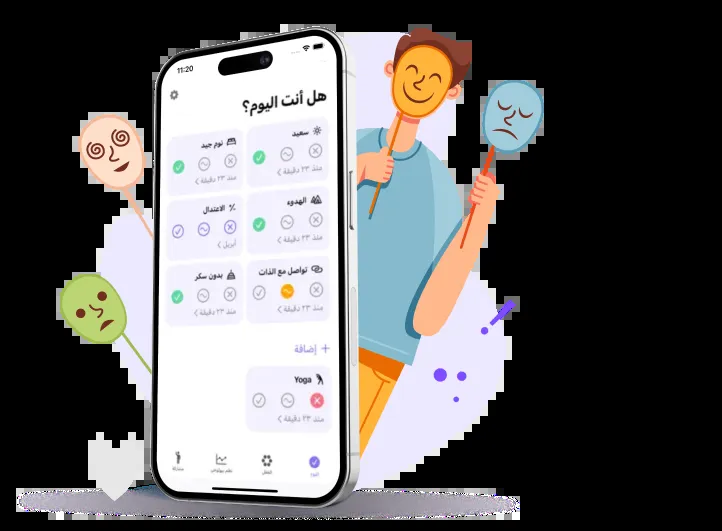 11:20
هل أنت اليوم؟
سعيد
منذ ٢٣ دقيقة
نوم جيد
منذ ٢٣ دقيقة
الهدوء
منذ ٢٣ دقيقة
الاعتدال
أبريل
تواصل مع الذات
منذ ٢٣ دقيقة
بدون سكر
منذ ٢٣ دقيقة
+ إضافة
Yoga
منذ ٢٣ دقيقة
اليوم